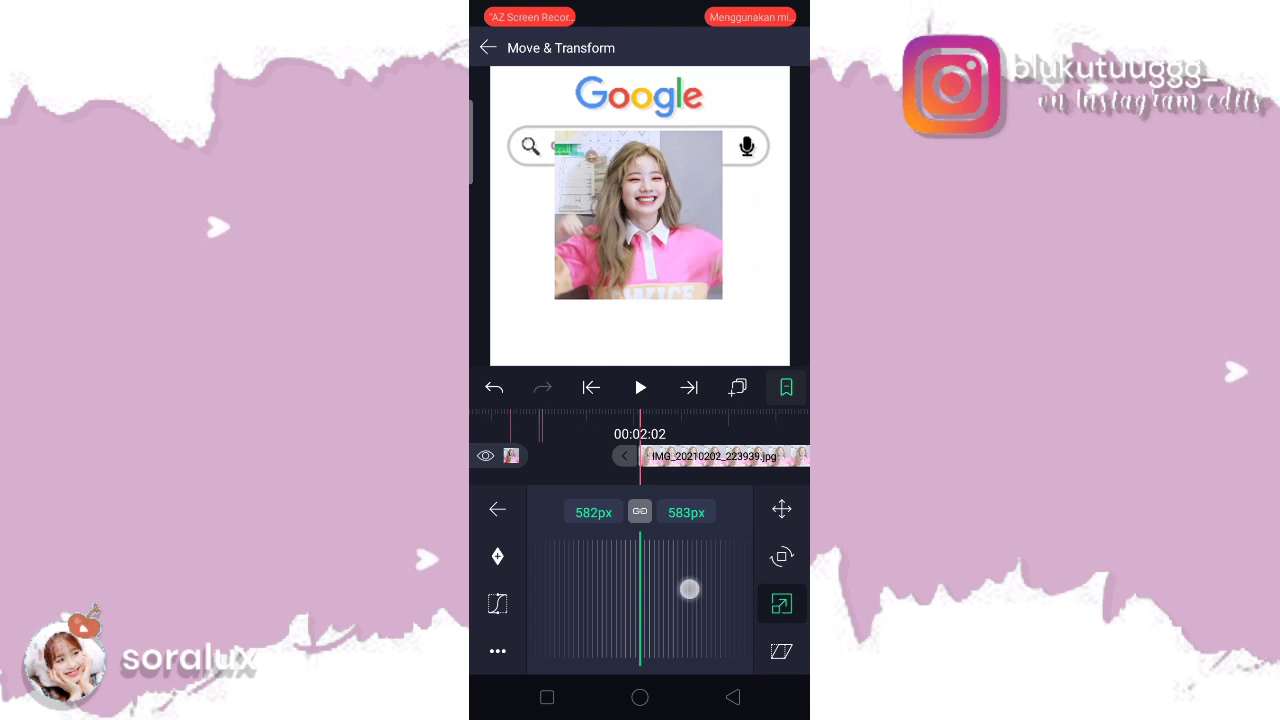 "AZ Screen Recor...
Menggunakan mi...
Move & Transform
Google
TWICE
00:02:02
IMG_20210202_223939.jpg
582px
583px
blukutuuggg_
on Instagram edits
soralux